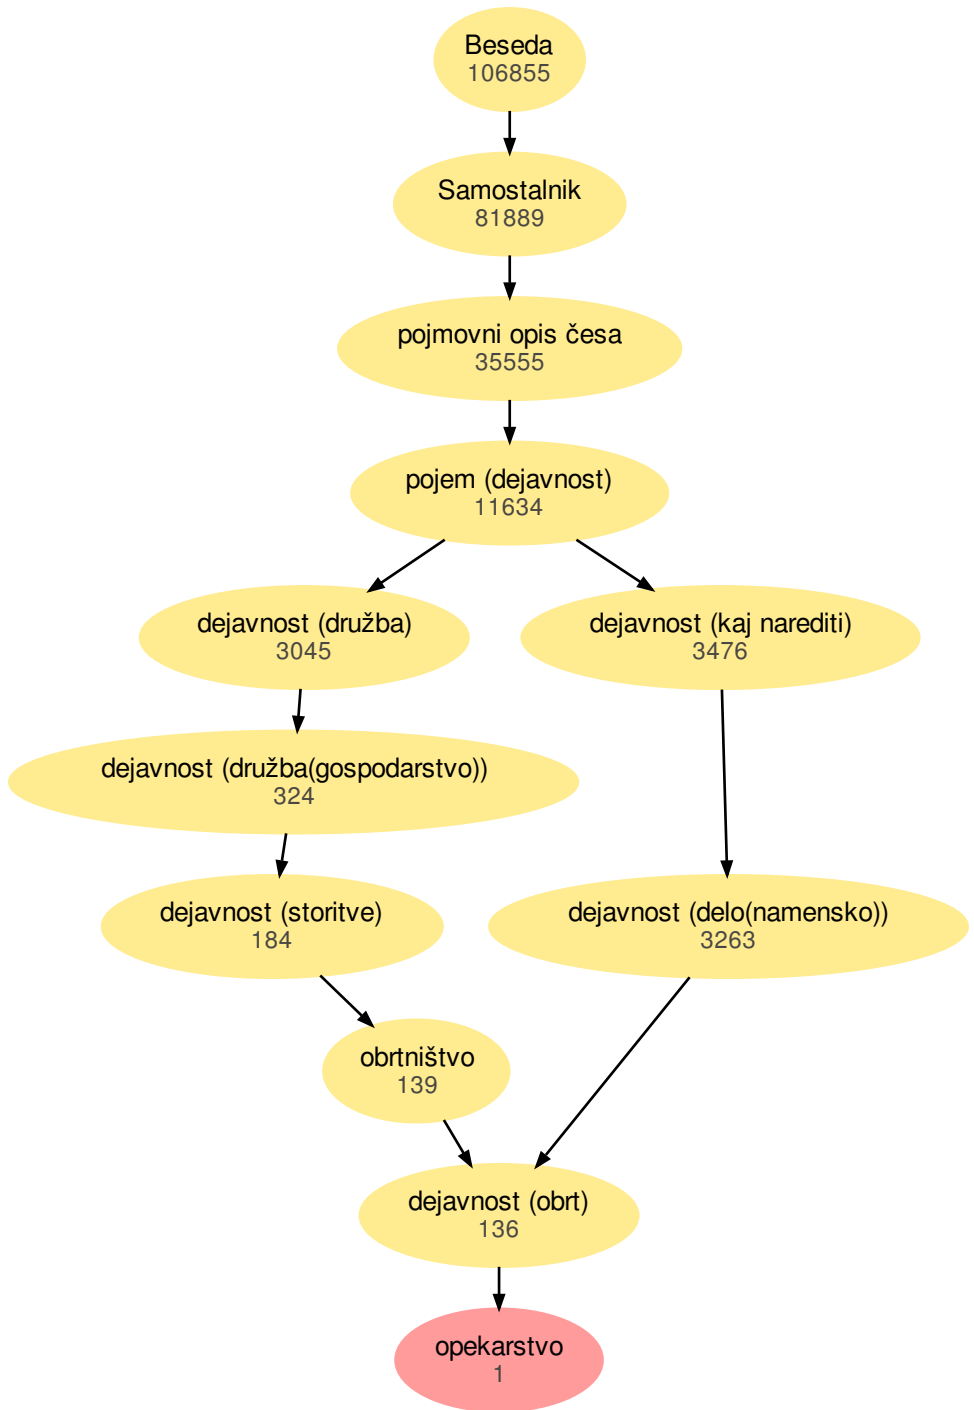 Beseda
106855
Samostalnik
81889
pojmovni opis česa
35555
pojem (dejavnost)
11634
dejavnost (družba)
3045
dejavnost (kaj narediti)
3476
dejavnost (družba(gospodarstvo))
324
dejavnost (storitve)
184
dejavnost (delo(namensko))
3263
obrtništvo
139
dejavnost (obrt)
136
opekarstvo
1